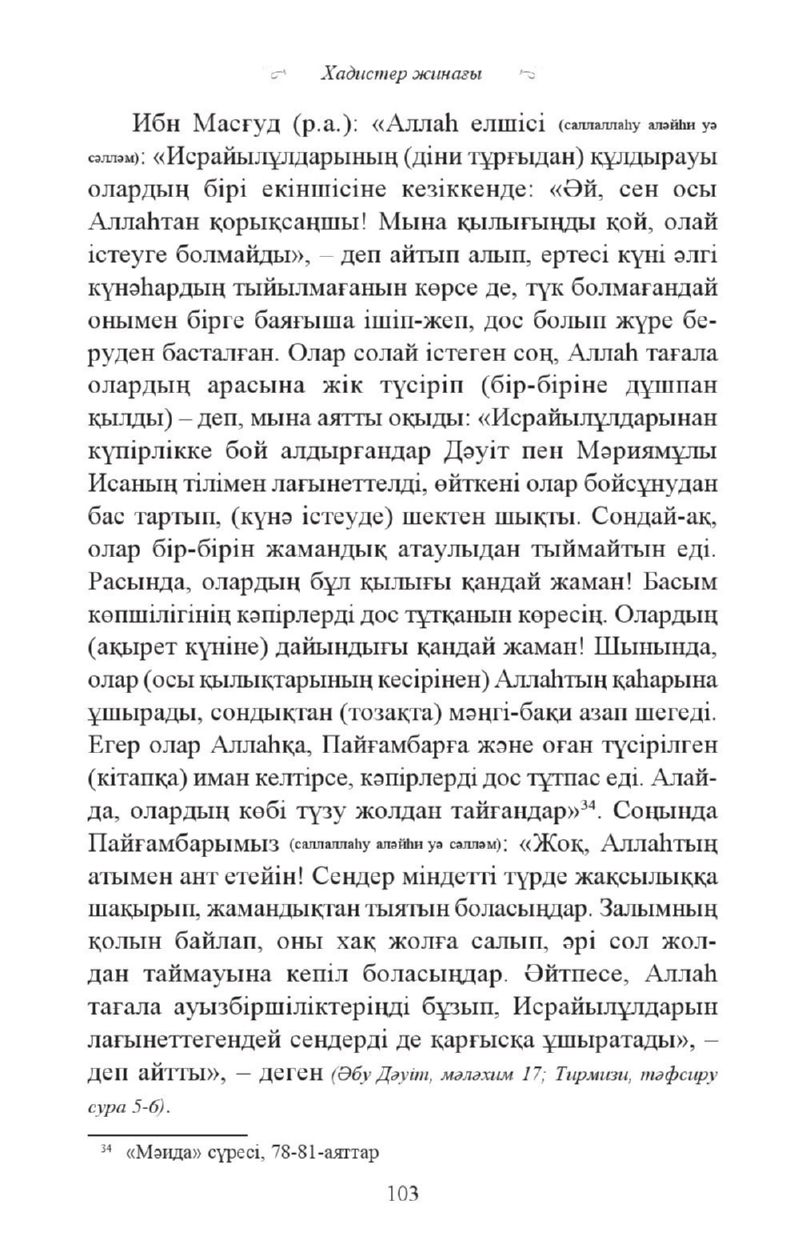 Хадистер жинағы
Ибн Масғуд (р.а.): «Аллаһ елшісі (саллаллаһу аләйһи уә
сәлләм): «Исрайылұлдарының (діни тұрғыдан) құлдырауы
олардың бірі екіншісіне кезіккенде: «Әй, сен осы
Аллаһтан қорықсаңшы! Мына қылығыңды қой, олай
істеуге болмайды», – деп айтып алып, ертесі күні әлгі
күнәһардың тыйылмағанын көрсе де, түк болмағандай
онымен бірге баяғыша ішіп-жеп, дос болып жүре бе-
руден басталған. Олар солай істеген соң, Аллаһ тағала
олардың арасына жік түсіріп (бір-біріне дұшпан
қылды) – деп, мына аятты оқыды: «Исрайылұлдарынан
күпірлікке бой алдырғандар Дәуіт пен Мәриямұлы
Исаның тілімен лағынеттелді, өйткені олар бойсұнудан
бас тартып, (күнә істеуде) шектен шықты. Сондай-ақ,
олар бір-бірін жамандық атаулыдан тыймайтын еді.
Расында, олардың бұл қылығы қандай жаман! Басым
көпшілігінің кәпірлерді дос тұтқанын көресің. Олардың
(ақырет күніне) дайындығы қандай жаман! Шынында,
олар (осы қылықтарының кесірінен) Аллаһтың қаһарына
ұшырады, сондықтан (тозақта) мәңгі-бақи азап шегеді.
Егер олар Аллаһқа, Пайғамбарға және оған түсірілген
(кітапқа) иман келтірсе, кәпірлерді дос тұтпас еді. Алай-
да, олардың көбі түзу жолдан тайғандар»³⁴. Соңында
Пайғамбарымыз (саллаллаһу аләйһи уә сәлләм): «Жоқ, Аллаһтың
атымен ант етейін! Сендер міндетті түрде жақсылыққа
шақырып, жамандықтан тыятын боласыңдар. Залымның
қолын байлап, оны хақ жолға салып, әрі сол жол-
дан таймауына кепіл боласыңдар. Әйтпесе, Аллаһ
тағала ауызбіршіліктеріңді бұзып, Исрайылұлдарын
лағынеттегендей сендерді де қарғысқа ұшыратады», –
деп айтты», – деген (Әбу Дәуіт, мәләхим 17; Тирмизи, тәфсиру
сура 5-6).
³⁴ «Мәида» сүресі, 78-81-аяттар
103